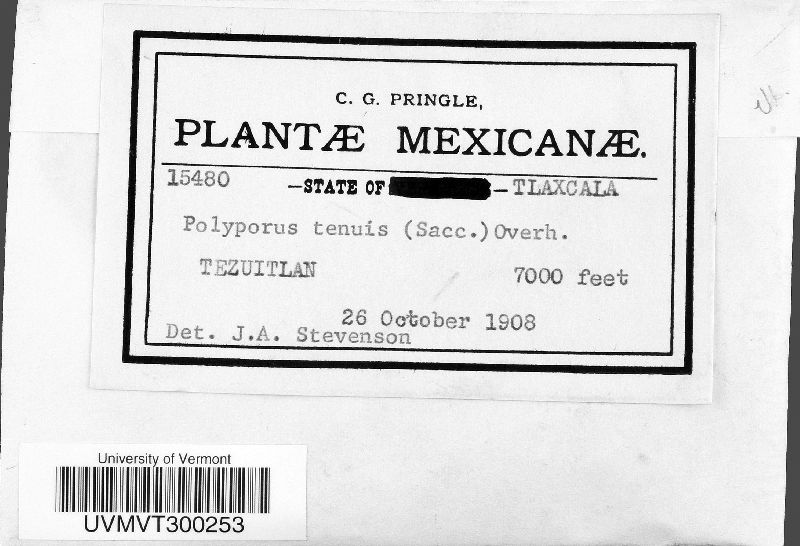 C. G. PRINGLE,
PLANTÆ MEXICANÆ.
15480 —STATE OF — TLAXCALA
Polyporus tenuis (Sacc.) Overh.
TEZUITLAN 7000 feet
26 October 1908
Det. J.A. Stevenson
University of Vermont
UVMVT300253